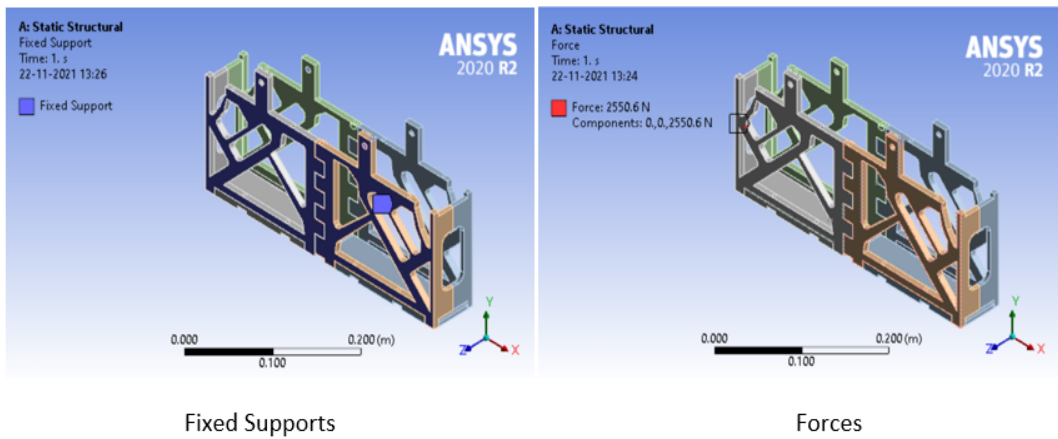 A: Static Structural
Fixed Support
Time: 1. s
22-11-2021 13:26
Fixed Support
ANSYS
2020 R2
0.000
0.200 (m)
0.100
Y
Z
X
A: Static Structural
Force
Time: 1. s
22-11-2021 13:24
Force: 2550.6 N
Components: 0.,0.,2550.6 N
ANSYS
2020 R2
0.000
0.200 (m)
0.100
Y
Z
X
Fixed Supports
Forces